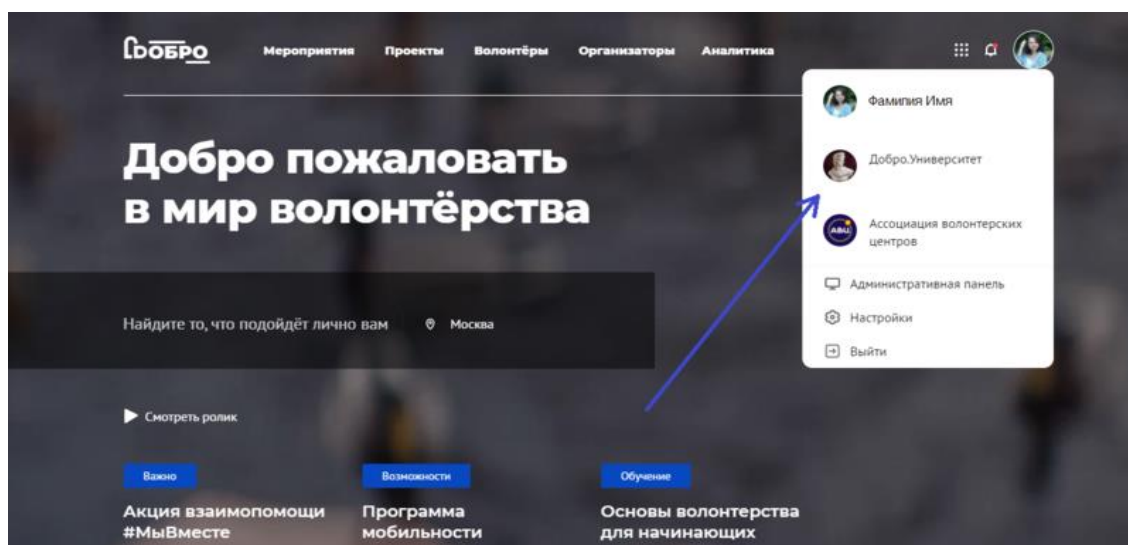 ДОБРО
Мероприятия Проекты Волонтёры Организаторы Аналитика
Фамилия Имя
Добро.Университет
Ассоциация волонтерских
центров
Административная панель
Настройки
Выйти
Добро пожаловать
в мир волонтёрства
Найдите то, что подойдёт лично вам Москва
Смотреть ролик
Важно
Акция взаимопомощи
#МыВместе
Возможности
Программа
мобильности
Обучение
Основы волонтерства
для начинающих
АВЦ